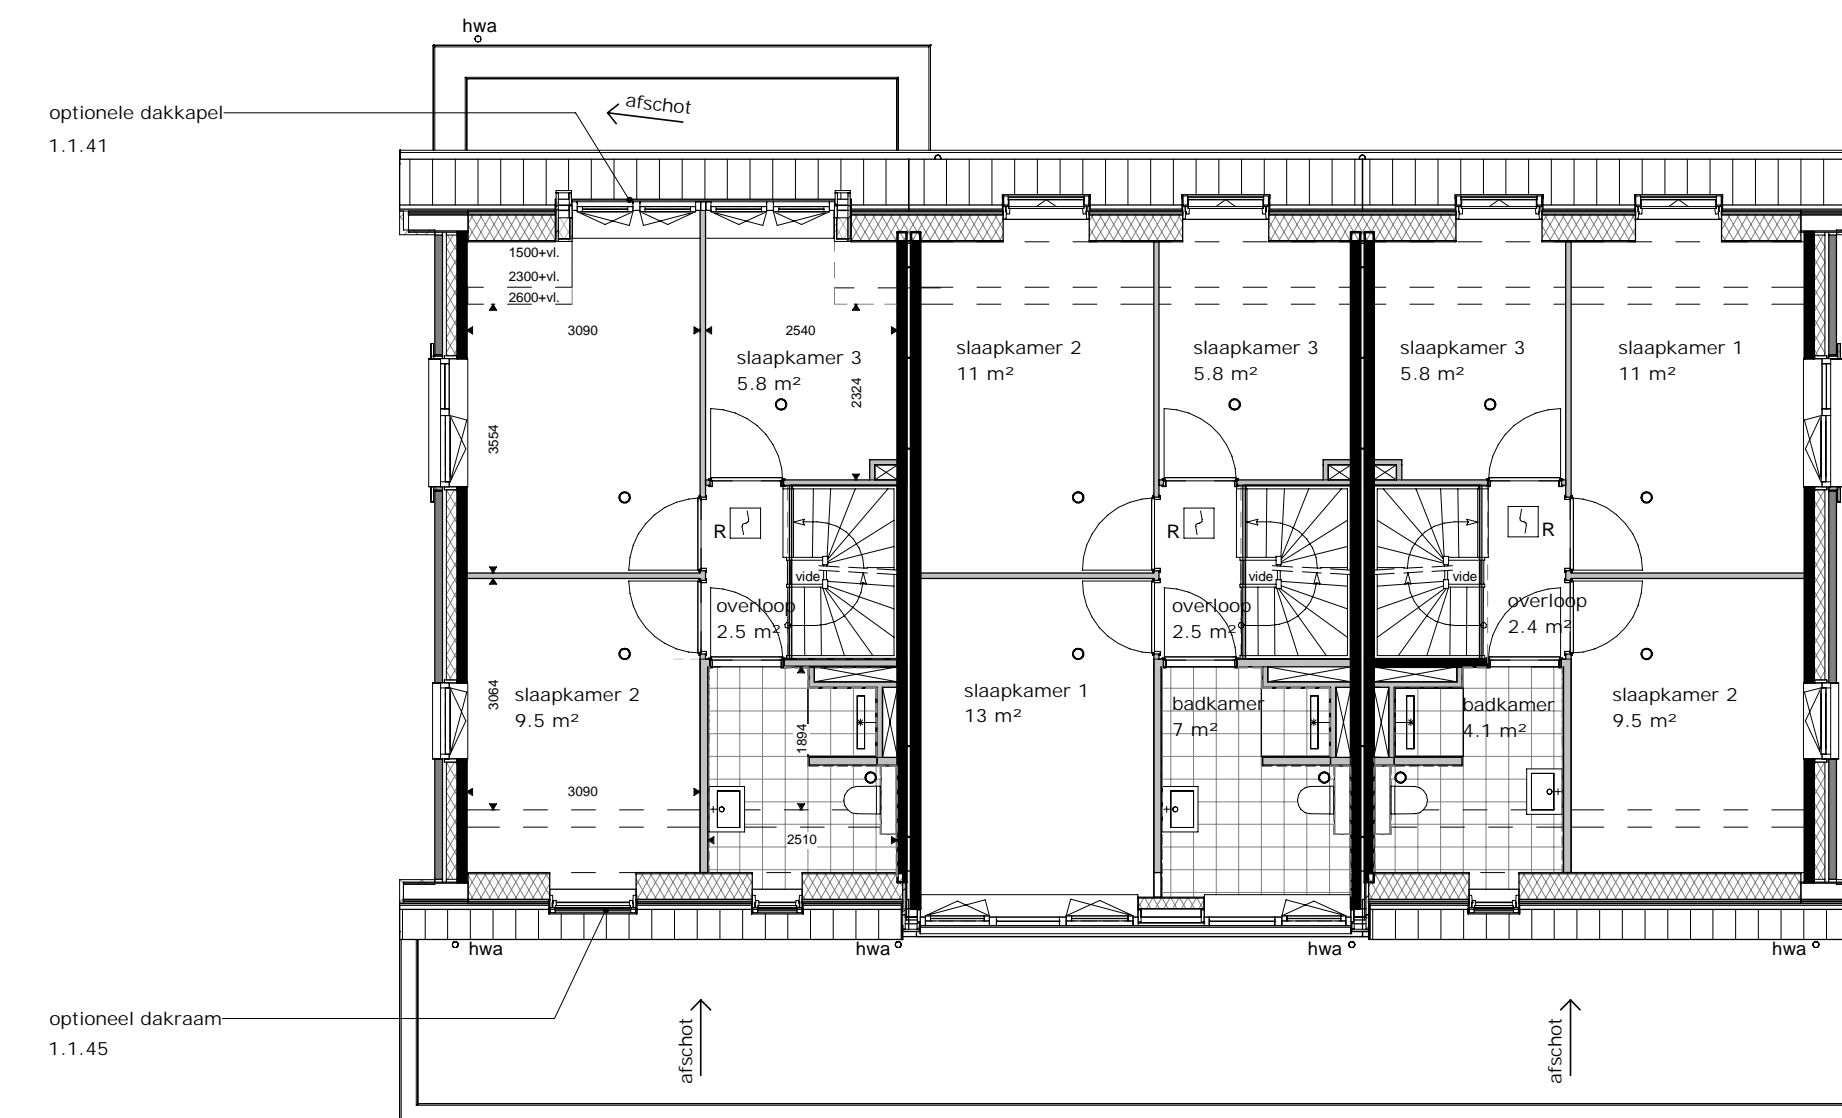 hwa
optionele dakkapel
1.1.41
afschot
1500+vl.
2300+vl.
2600+vl.
3090
2540
slaapkamer 3
5.8 m²
2324
3554
slaapkamer 2
11 m²
slaapkamer 3
5.8 m²
slaapkamer 3
5.8 m²
slaapkamer 1
11 m²
R
R
R
vide
vide
vide
overloop
2.5 m²
overloop
2.5 m²
overloop
2.4 m²
3064
slaapkamer 2
9.5 m²
1894
slaapkamer 1
13 m²
badkamer
7 m²
badkamer
4.1 m²
slaapkamer 2
9.5 m²
3090
2510
hwa
hwa
hwa
hwa
optioneel dakraam
1.1.45
afschot
afschot